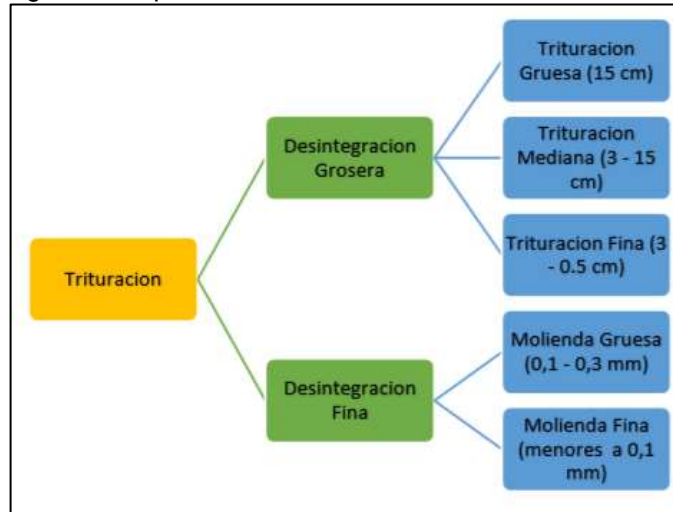 Trituracion
Desintegracion
Grosera
Trituracion
Gruesa (15 cm)
Trituracion
Mediana (3 - 15
cm)
Trituracion Fina (3
- 0.5 cm)
Desintegracion
Fina
Molienda Gruesa
(0,1 - 0,3 mm)
Molienda Fina
(menores a 0,1
mm)